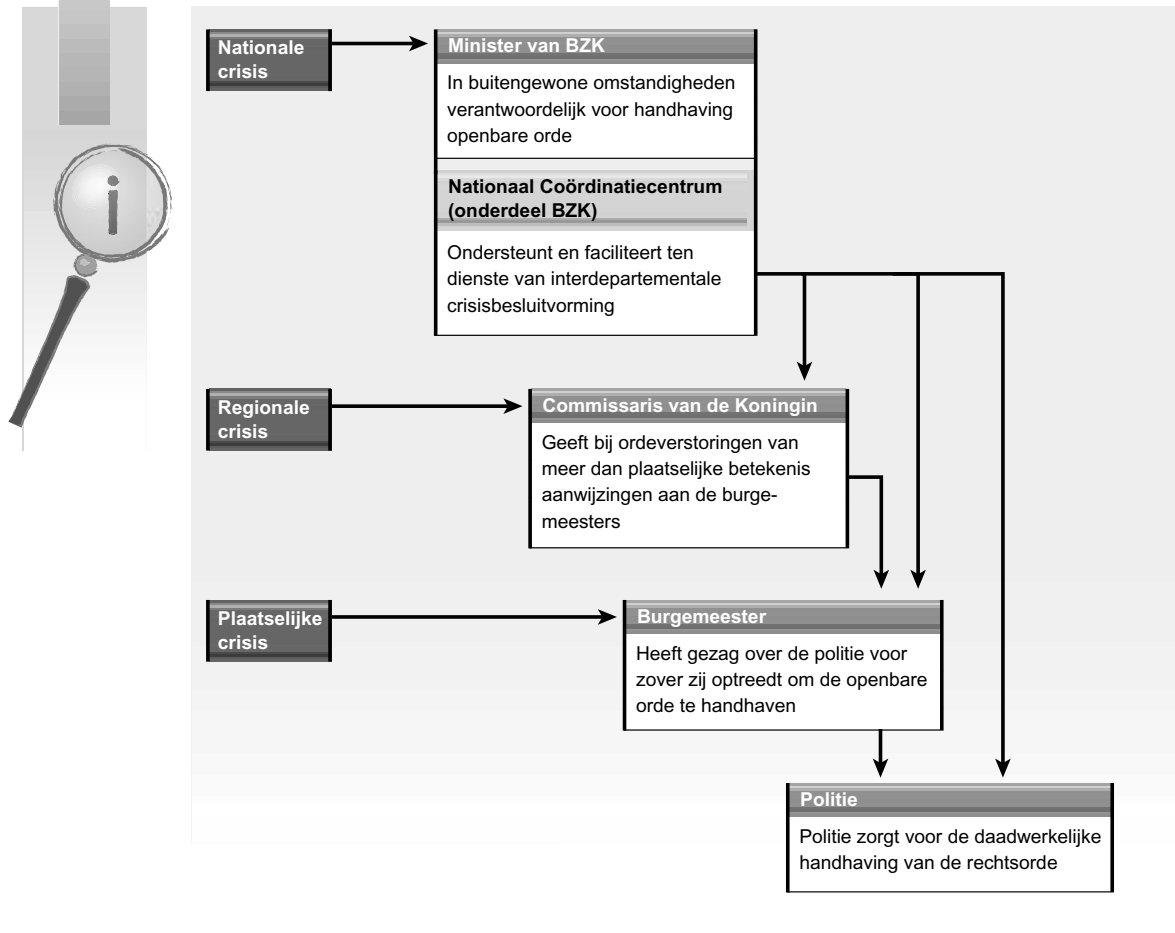 Nationale
crisis
Minister van BZK
In buitengewone omstandigheden
verantwoordelijk voor handhaving
openbare orde
Nationaal Coördinatiecentrum
(onderdeel BZK)
Ondersteunt en faciliteert ten
dienste van interdepartementale
crisisbesluitvorming
i
Regionale
crisis
Commissaris van de Koningin
Geeft bij ordeverstoringen van
meer dan plaatselijke betekenis
aanwijzingen aan de burge-
meesters
Plaatselijke
crisis
Burgemeester
Heeft gezag over de politie voor
zover zij optreedt om de openbare
orde te handhaven
Politie
Politie zorgt voor de daadwerkelijke
handhaving van de rechtsorde